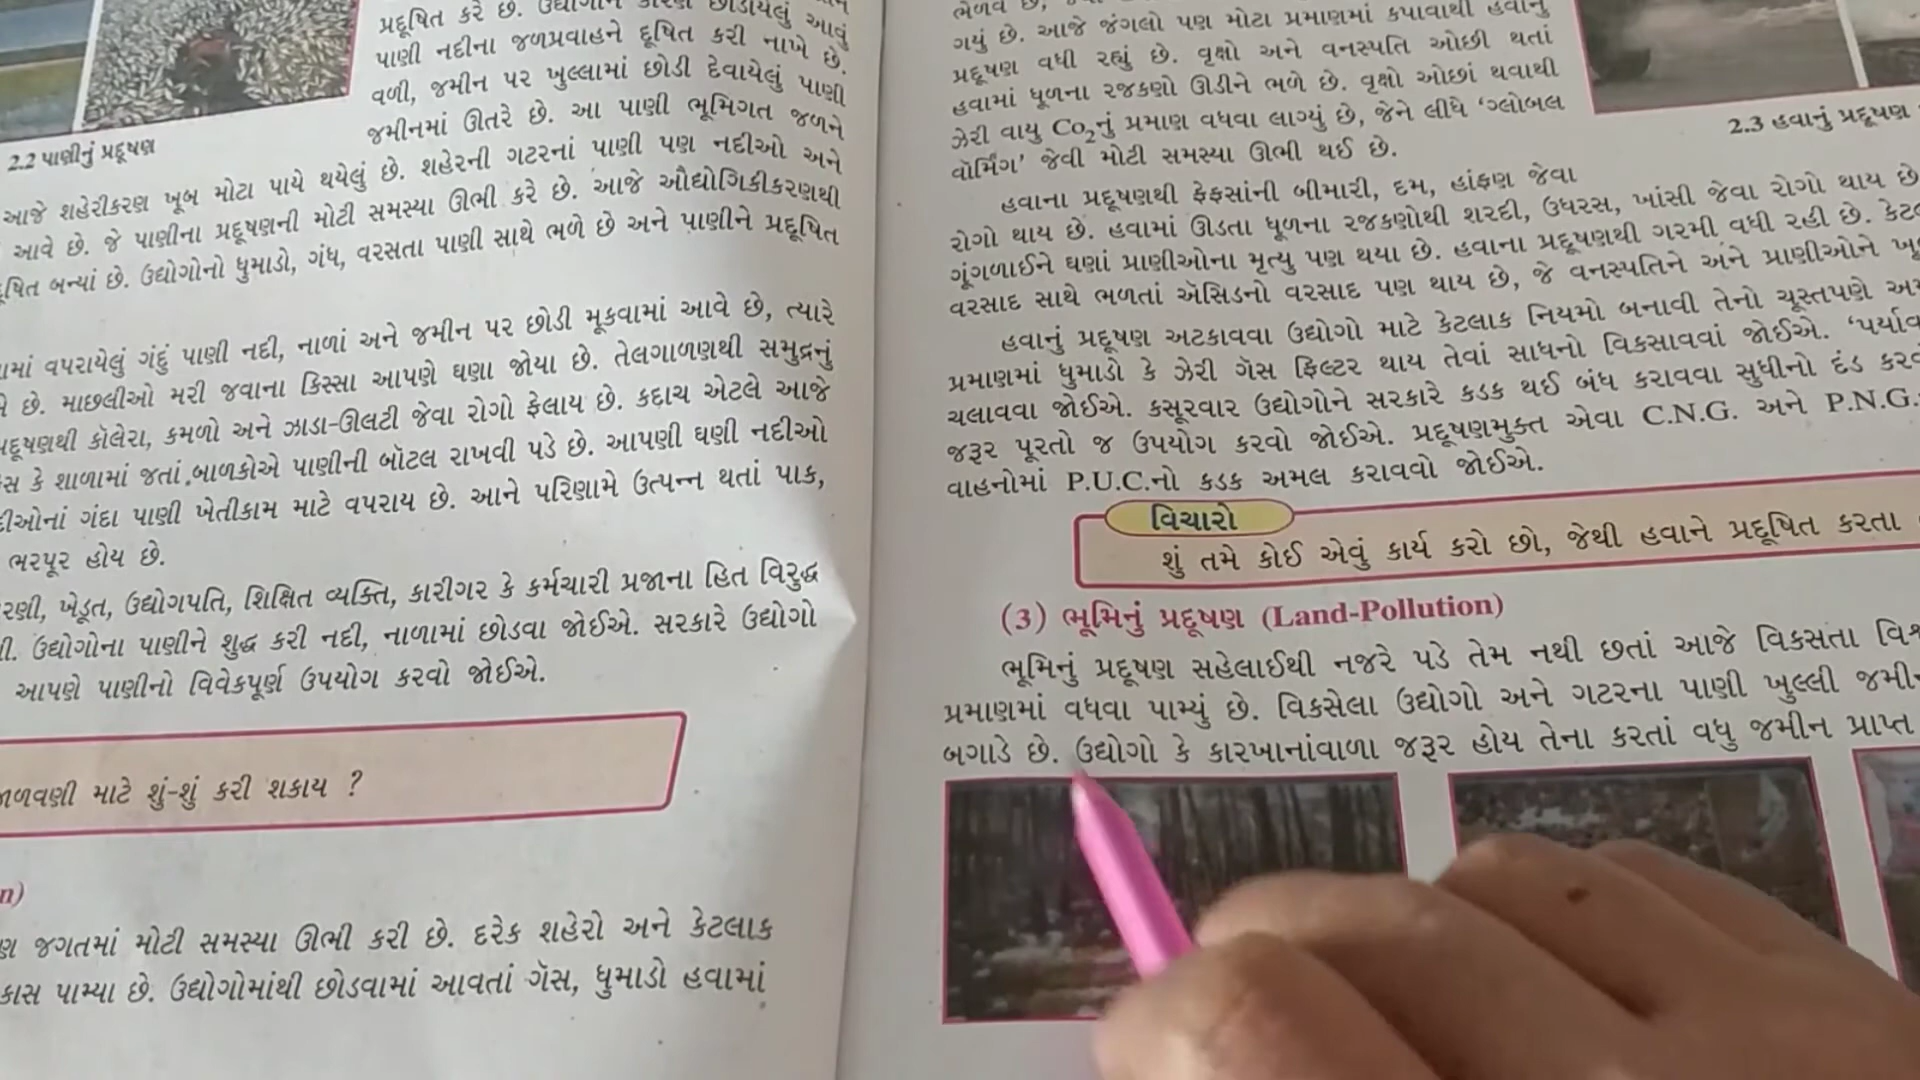 પ્રદૂષિત કરે છે. ઉદ્યોગોને કારણે છોડાયેલું આવું
પાણી નદીના જળપ્રવાહને દૂષિત કરી નાખે છે.
વળી, જમીન પર ખુલ્લામાં છોડી દેવાયેલું પાણી
જમીનમાં ઊતરે છે. આ પાણી ભૂમિગત જળને
2.2 પાણીનું પ્રદૂષણ
આજે શહેરીકરણ ખૂબ મોટા પાયે થયેલું છે. શહેરની ગટરનાં પાણી પણ નદીઓ અને
આવે છે. જે પાણીના પ્રદૂષણની મોટી સમસ્યા ઊભી કરે છે. આજે ઔદ્યોગિકીકરણથી
બન્યાં છે. ઉદ્યોગોનો ધુમાડો, ગંધ, વરસતા પાણી સાથે ભળે છે અને પાણીને પ્રદૂષિત
વપરાયેલું ગંદું પાણી નદી, નાળાં અને જમીન પર છોડી મૂકવામાં આવે છે, ત્યારે
છે. માછલીઓ મરી જવાના કિસ્સા આપણે ઘણા જોયા છે. તેલગાળણથી સમુદ્રનું
કૉલેરા, કમળો અને ઝાડા-ઊલટી જેવા રોગો ફેલાય છે. કદાચ એટલે આજે
કે શાળામાં જતાં બાળકોએ પાણીની બૉટલ રાખવી પડે છે. આપણી ઘણી નદીઓ
ગંદા પાણી ખેતીકામ માટે વપરાય છે. આને પરિણામે ઉત્પન્ન થતાં પાક,
ભરપૂર હોય છે.
ખેડૂત, ઉદ્યોગપતિ, શિક્ષિત વ્યક્તિ, કારીગર કે કર્મચારી પ્રજાના હિત વિરુદ્ધ
ઉદ્યોગોના પાણીને શુદ્ધ કરી નદી, નાળામાં છોડવા જોઈએ. સરકારે ઉદ્યોગો
આપણે પાણીનો વિવેકપૂર્ણ ઉપયોગ કરવો જોઈએ.
માટે શું-શું કરી શકાય ?
જગતમાં મોટી સમસ્યા ઊભી કરી છે. દરેક શહેરો અને કેટલાક
પામ્યા છે. ઉદ્યોગોમાંથી છોડવામાં આવતાં ગૅસ, ધુમાડો હવામાં
ગયું છે. આજે જંગલો પણ મોટા પ્રમાણમાં કપાવાથી હવાનું
પ્રદૂષણ વધી રહ્યું છે. વૃક્ષો અને વનસ્પતિ ઓછી થતાં
હવામાં ધૂળના રજકણો ઊડીને ભળે છે. વૃક્ષો ઓછાં થવાથી
ઝેરી વાયુ Co₂નું પ્રમાણ વધવા લાગ્યું છે, જેને લીધે ‘ગ્લોબલ
વૉર્મિંગ’ જેવી મોટી સમસ્યા ઊભી થઈ છે.
2.3 હવાનું પ્રદૂષણ
હવાના પ્રદૂષણથી ફેફસાંની બીમારી, દમ, હાંફણ જેવા
રોગો થાય છે. હવામાં ઊડતા ધૂળના રજકણોથી શરદી, ઉધરસ, ખાંસી જેવા રોગો થાય છે
ગૂંગળાઈને ઘણાં પ્રાણીઓના મૃત્યુ પણ થયા છે. હવાના પ્રદૂષણથી ગરમી વધી રહી છે.
વરસાદ સાથે ભળતાં ઍસિડનો વરસાદ પણ થાય છે, જે વનસ્પતિને અને પ્રાણીઓને
હવાનું પ્રદૂષણ અટકાવવા ઉદ્યોગો માટે કેટલાક નિયમો બનાવી તેનો ચૂસ્તપણે
પ્રમાણમાં ધુમાડો કે ઝેરી ગૅસ ફિલ્ટર થાય તેવાં સાધનો વિકસાવવાં જોઈએ.
ચલાવવા જોઈએ. કસૂરવાર ઉદ્યોગોને સરકારે કડક થઈ બંધ કરાવવા સુધીનો દંડ
જરૂર પૂરતો જ ઉપયોગ કરવો જોઈએ. પ્રદૂષણમુક્ત એવા C.N.G. અને P.N.G.
વાહનોમાં P.U.C.નો કડક અમલ કરાવવો જોઈએ.
વિચારો
શું તમે કોઈ એવું કાર્ય કરો છો, જેથી હવાને પ્રદૂષિત કરતા
(3) ભૂમિનું પ્રદૂષણ (Land-Pollution)
ભૂમિનું પ્રદૂષણ સહેલાઈથી નજરે પડે તેમ નથી છતાં આજે વિકસતા
પ્રમાણમાં વધવા પામ્યું છે. વિકસેલા ઉદ્યોગો અને ગટરના પાણી ખુલ્લી
બગાડે છે. ઉદ્યોગો કે કારખાનાંવાળા જરૂર હોય તેના કરતાં વધુ જમીન પ્રાપ્ત